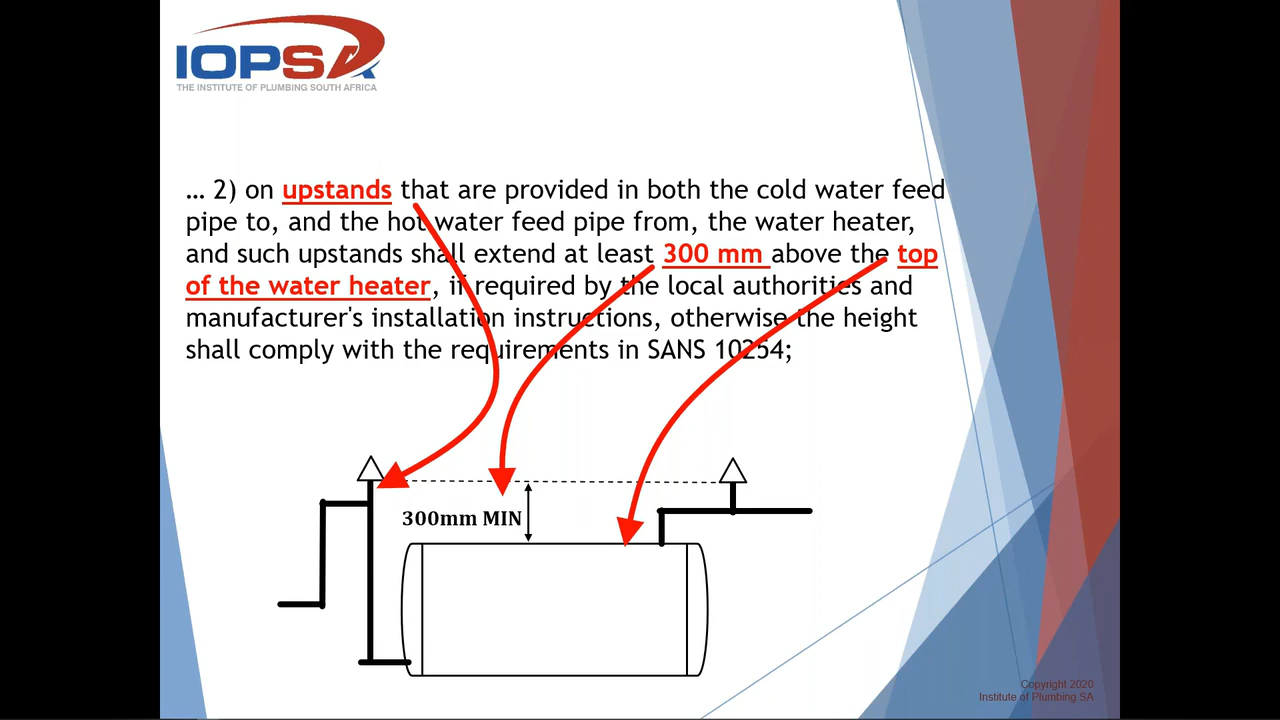 IOPSA
THE INSTITUTE OF PLUMBING SOUTH AFRICA
... 2) on upstands that are provided in both the cold water feed
pipe to, and the hot water feed pipe from, the water heater,
and such upstands shall extend at least 300 mm above the top
of the water heater, if required by the local authorities and
manufacturer's installation instructions, otherwise the height
shall comply with the requirements in SANS 10254;
300mm MIN
Copyright 2020
Institute of Plumbing SA